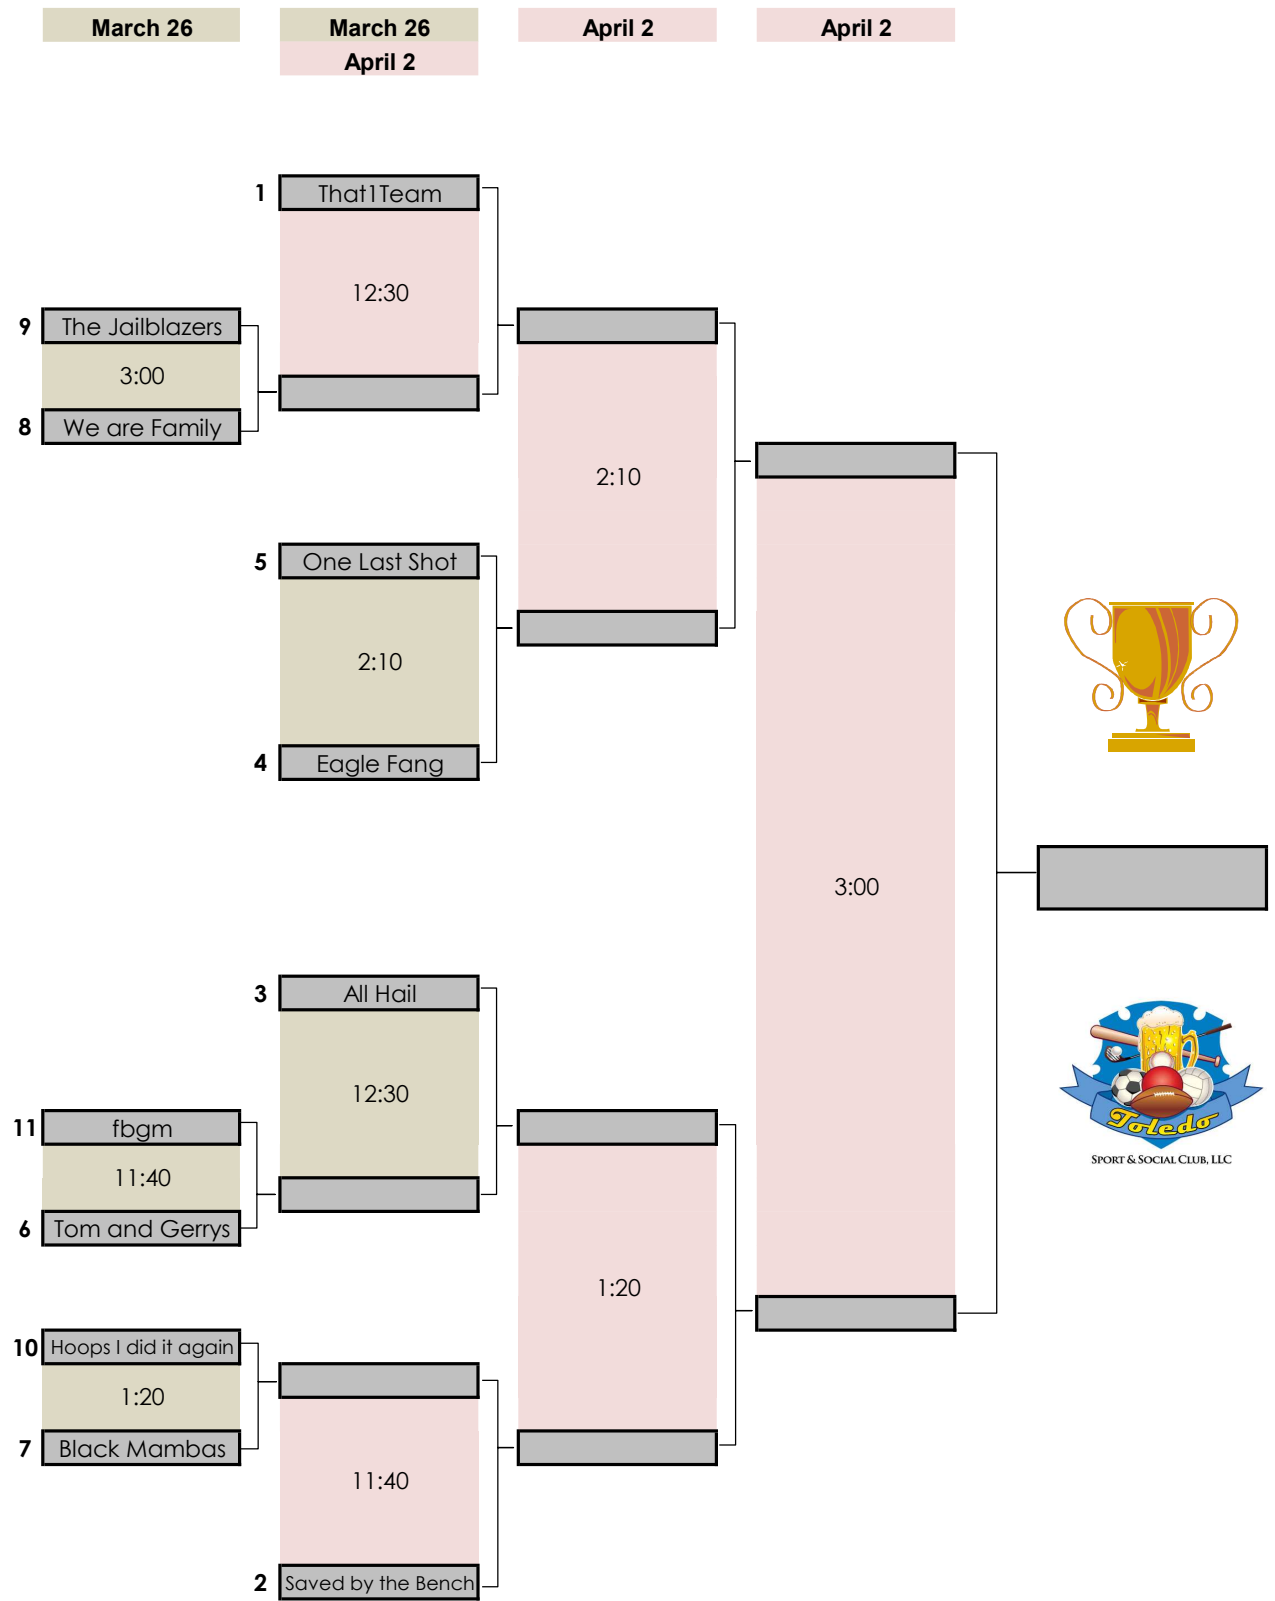 March 26
March 26
April 2
April 2
April 2
1 That1Team
12:30
9 The Jailblazers
3:00
8 We are Family
2:10
5 One Last Shot
2:10
4 Eagle Fang
3:00
3 All Hail
12:30
11 fbgm
11:40
6 Tom and Gerrys
Toledo
SPORT & SOCIAL CLUB, LLC
1:20
10 Hoops I did it again
1:20
7 Black Mambas
11:40
2 Saved by the Bench